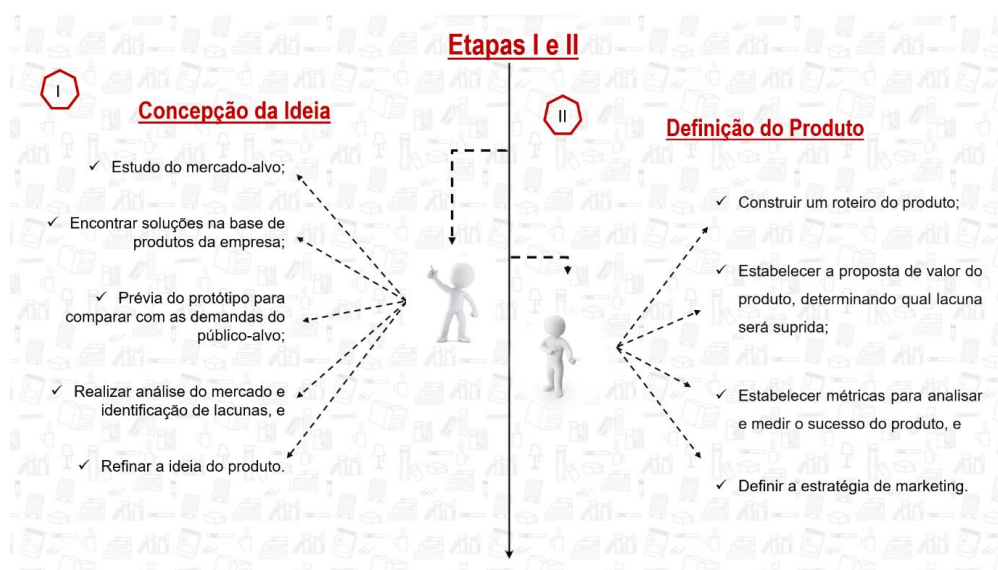 Etapas I e II
I
Concepção da Ideia
✓ Estudo do mercado-alvo;
✓ Encontrar soluções na base de
produtos da empresa;
✓ Prévia do protótipo para
comparar com as demandas do
público-alvo;
✓ Realizar análise do mercado e
identificação de lacunas, e
✓ Refinar a ideia do produto.
II
Definição do Produto
✓ Construir um roteiro do produto;
✓ Estabelecer a proposta de valor do
produto, determinando qual lacuna
será suprida;
✓ Estabelecer métricas para analisar
e medir o sucesso do produto, e
✓ Definir a estratégia de marketing.